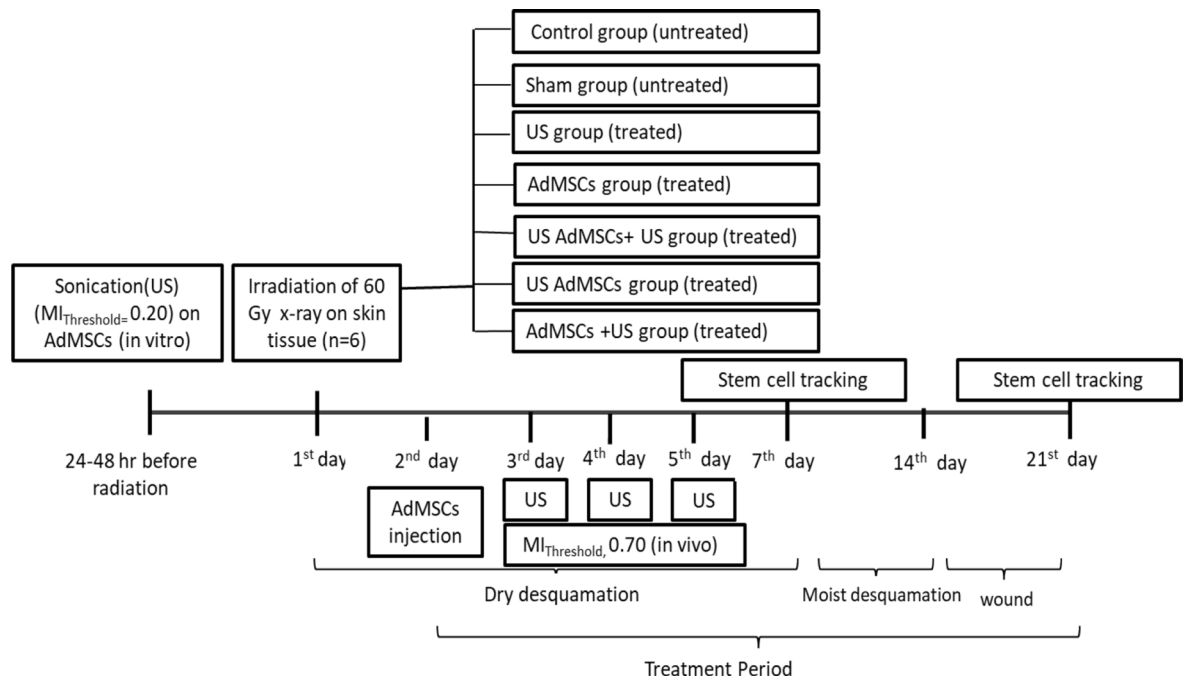 Control group (untreated)
Sham group (untreated)
US group (treated)
AdMSCs group (treated)
US AdMSCs+ US group (treated)
US AdMSCs group (treated)
AdMSCs +US group (treated)
Sonication(US)
(MIThreshold= 0.20) on
AdMSCs (in vitro)
Irradiation of 60
Gy x-ray on skin
tissue (n=6)
Stem cell tracking
Stem cell tracking
24-48 hr before
radiation
1st day
2nd day
3rd day
4th day
5th day
7th day
14th day
21st day
AdMSCs
injection
US
US
US
MIThreshold, 0.70 (in vivo)
Dry desquamation
Moist desquamation
wound
Treatment Period